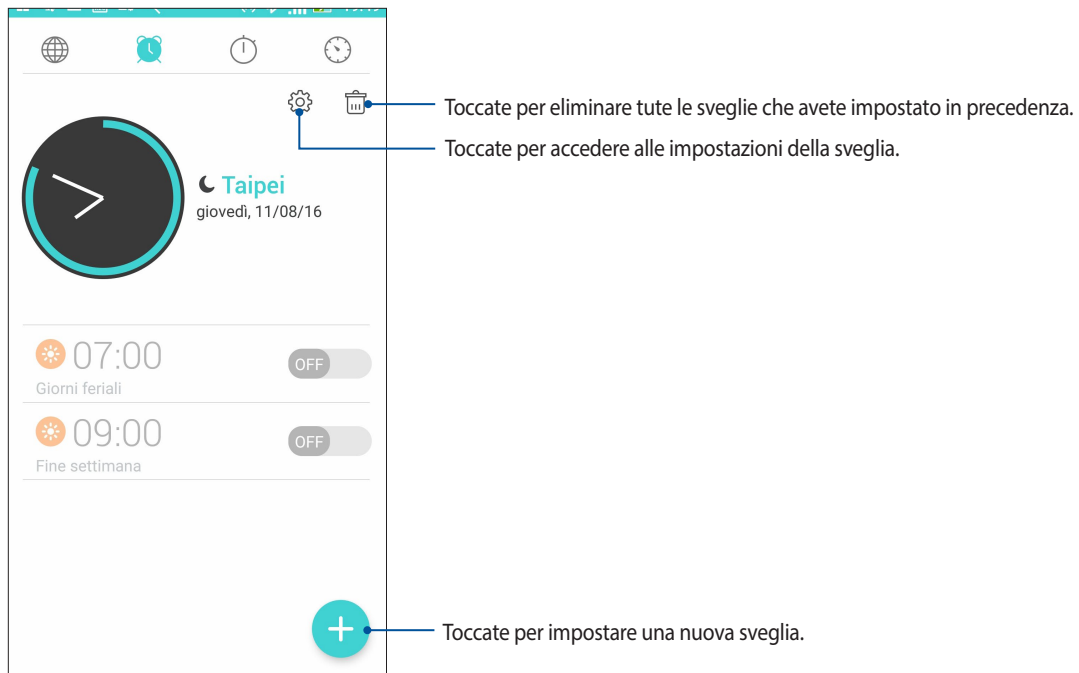 Toccate per eliminare tute le sveglie che avete impostato in precedenza.
Toccate per accedere alle impostazioni della sveglia.
Taipei
giovedì, 11/08/16
07:00
OFF
Giorni feriali
09:00
OFF
Fine settimana
Toccate per impostare una nuova sveglia.